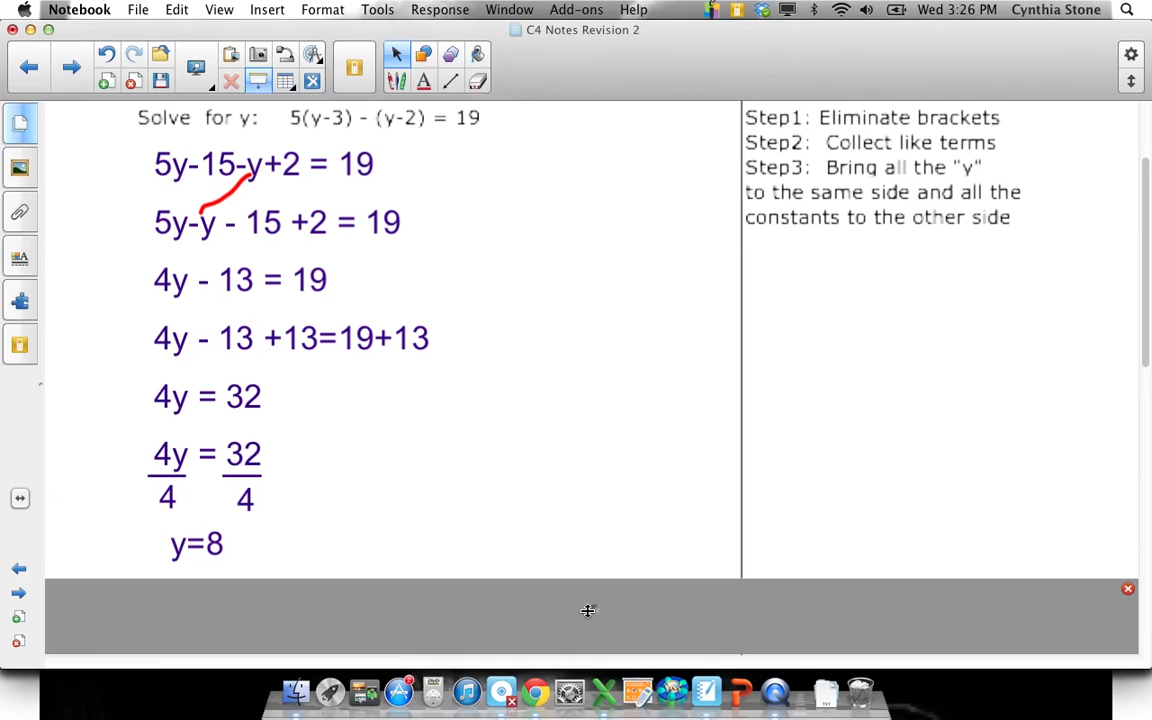 Notebook File Edit View Insert Format Tools Response Window Add-ons Help Wed 3:26 PM Cynthia Stone
C4 Notes Revision 2
Solve for y: 5(y-3) - (y-2) = 19
5y-15-y+2 = 19
5y-y - 15 +2 = 19
4y - 13 = 19
4y - 13 +13=19+13
4y = 32
4y = 32
4 4
y=8
Step1: Eliminate brackets
Step2: Collect like terms
Step3: Bring all the "y"
to the same side and all the
constants to the other side